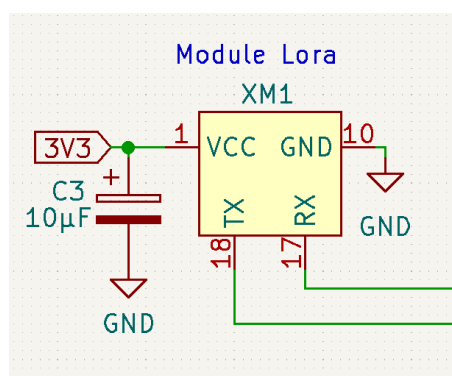 Module Lora
XM1
3V3
1
VCC
GND
10
+
C3
10µF
TX
RX
18
17
GND
GND